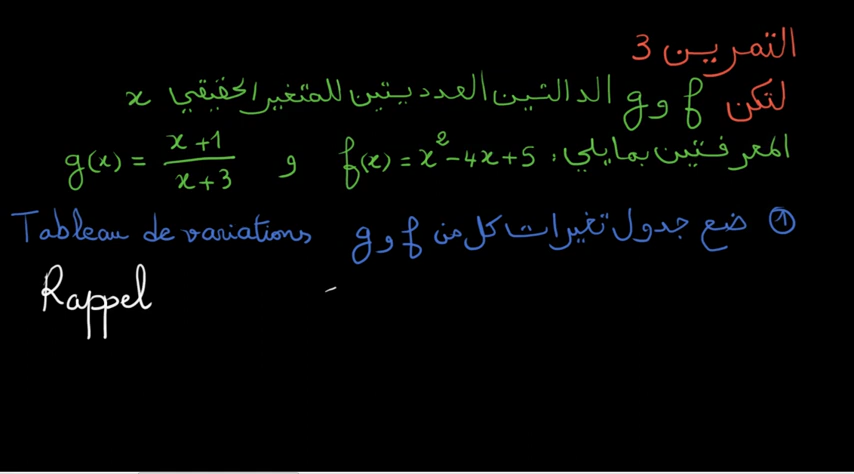 التمرين 3
لتكن f و g الدالتين العدديتين للمتغير الحقيقي x
المعرفتين بمايلي: f(x) = x² - 4x + 5 و g(x) = (x+1)/(x+3)
① ضع جدول تغيرات كل من f و g Tableau de variations
Rappel